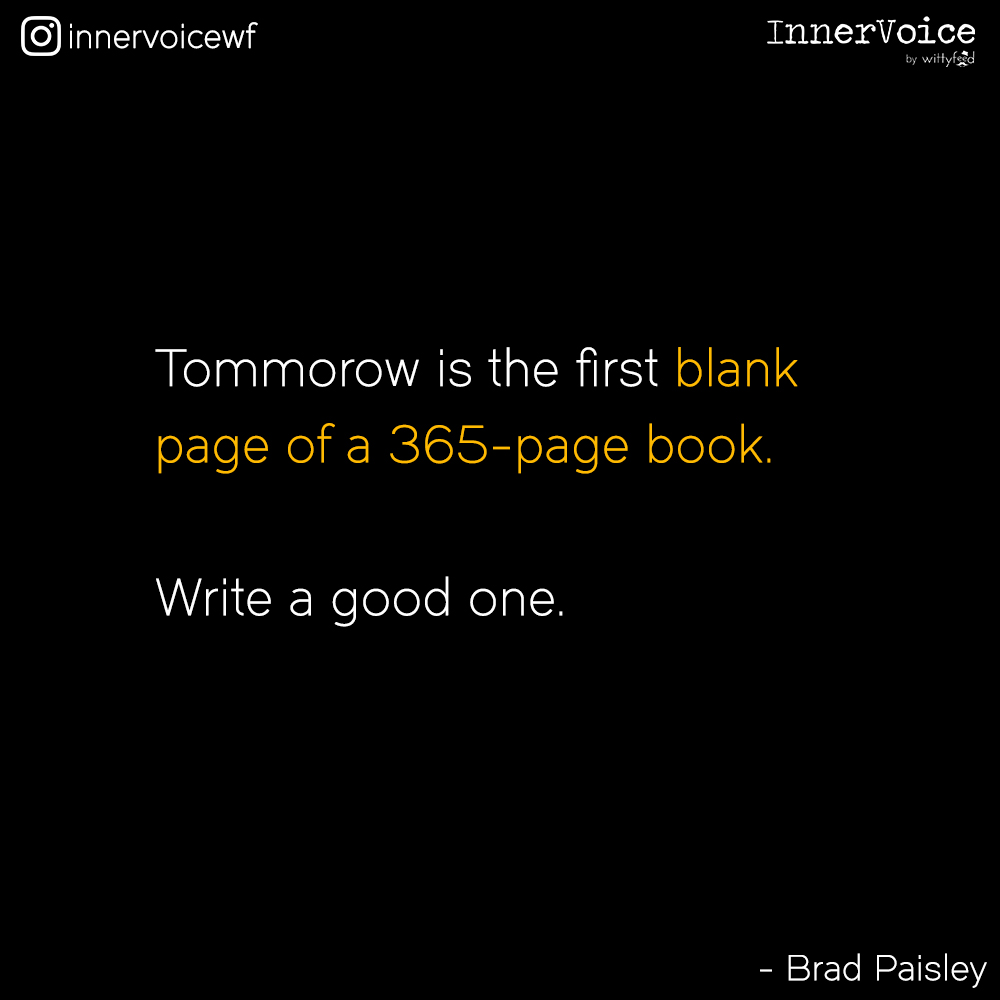 innervoicewf
InnerVoice
by wittyfeed
Tommorow is the first blank
page of a 365-page book.
Write a good one.
- Brad Paisley